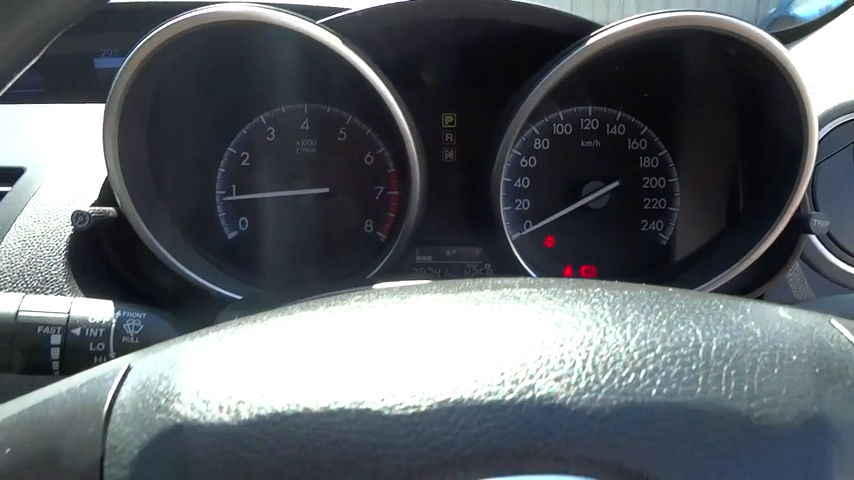 0 1 2 3 4 5 6 7 8
x1000
r/min
P
R
N
0 20 40 60 80 100 120 140 160 180 200 220 240
km/h
TRIP
FAST
INT
LO
HI
FRONT
PULL